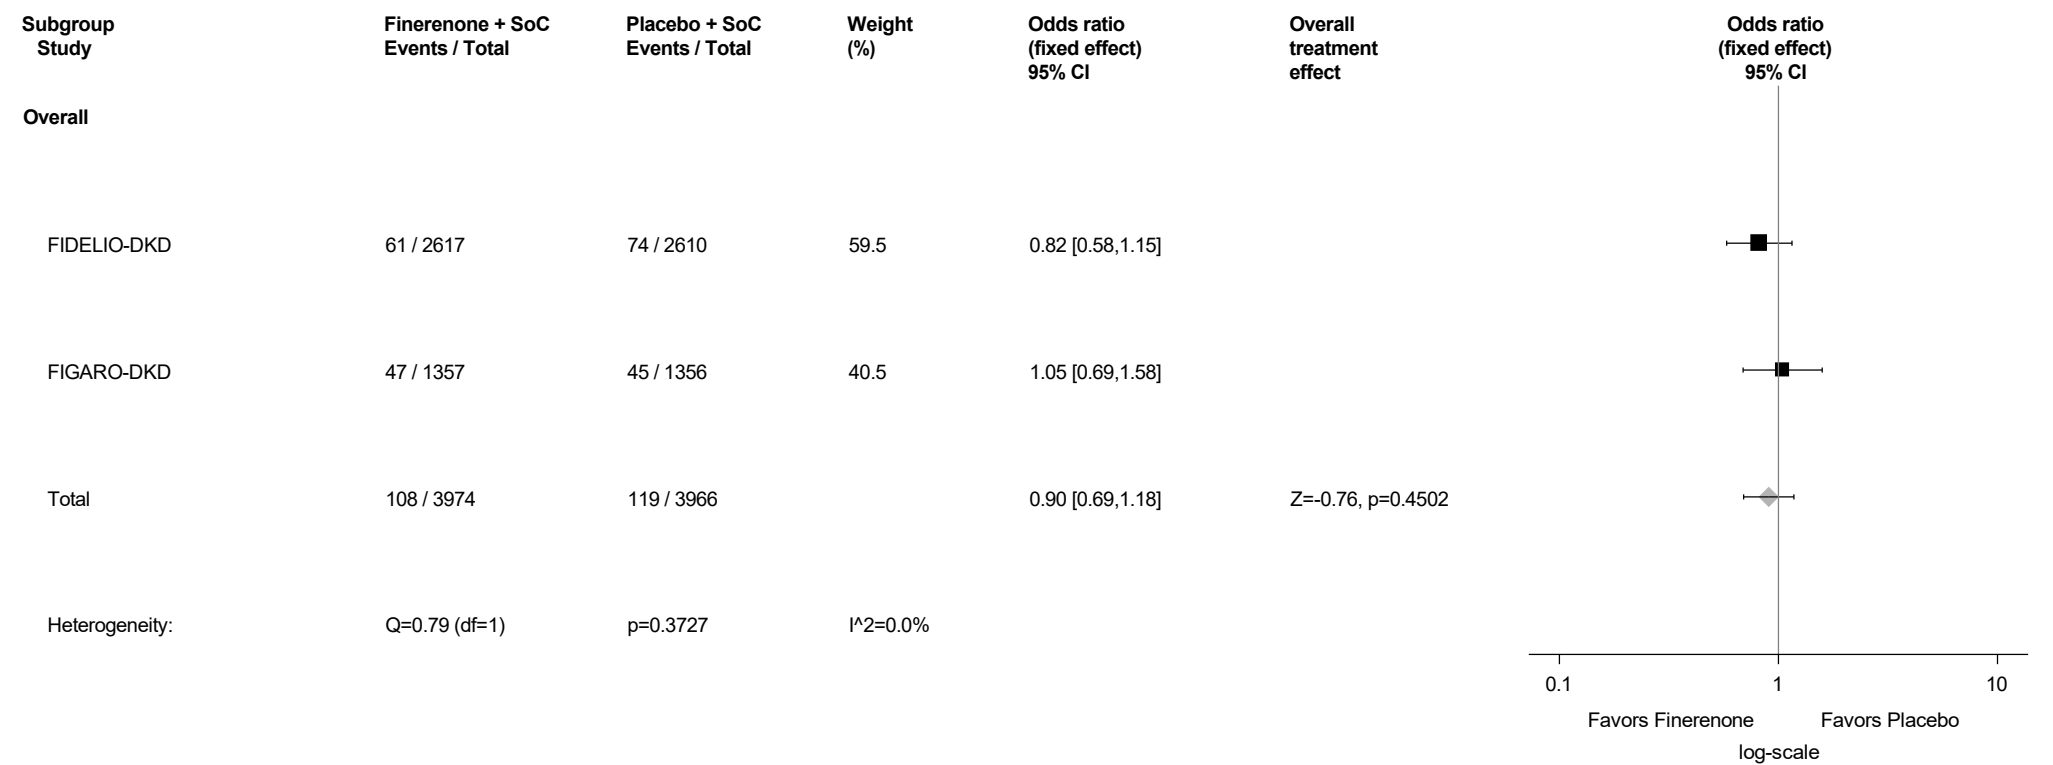 Subgroup Finerenone + SoC Placebo + SoC Weight Odds ratio Overall Odds ratio
Study Events / Total Events / Total (%) (fixed effect) treatment (fixed effect)
95% CI effect 95% CI
Overall
FIDELIO-DKD 61 / 2617 74 / 2610 59.5 0.82 [0.58,1.15]
FIGARO-DKD 47 / 1357 45 / 1356 40.5 1.05 [0.69,1.58]
Total 108 / 3974 119 / 3966 0.90 [0.69,1.18] Z=-0.76, p=0.4502
Heterogeneity: Q=0.79 (df=1) p=0.3727 I^2=0.0%
0.1 1 10
Favors Finerenone Favors Placebo
log-scale